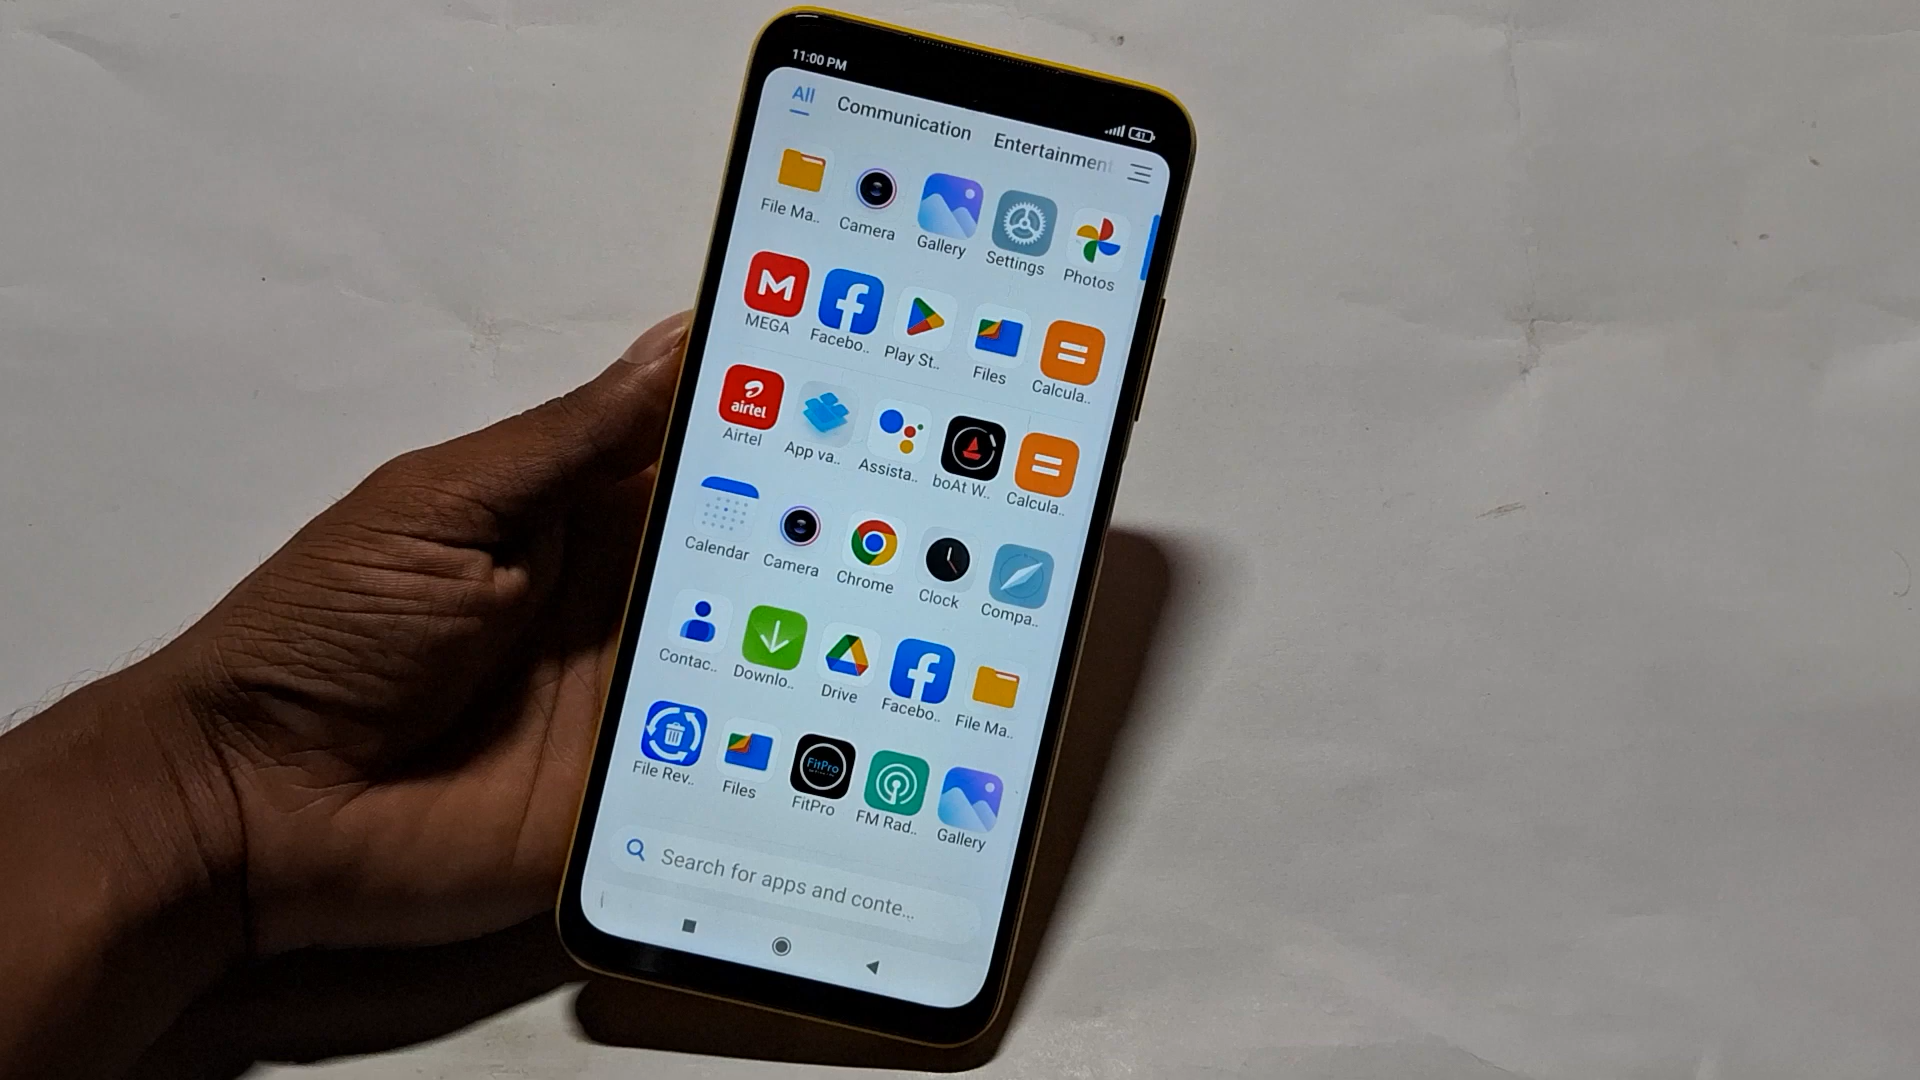 11:00 PM
41
All Communication Entertainment
File Ma.. Camera Gallery Settings Photos
MEGA Facebo.. Play St.. Files Calcula..
airtel
Airtel App va.. Assista.. boAt W.. Calcula..
Calendar Camera Chrome Clock Compa..
Contac.. Downlo.. Drive Facebo.. File Ma..
FitPro
File Rev.. Files FitPro FM Rad.. Gallery
Search for apps and conte...